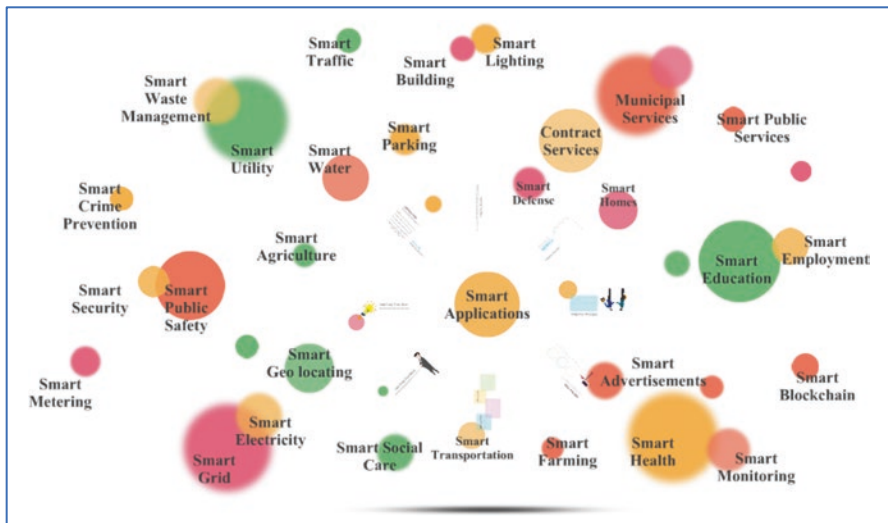 Smart
Traffic
Smart
Building
Smart
Lighting
Smart
Waste
Management
Municipal
Services
Smart Public
Services
Contract
Services
Smart
Utility
Smart
Water
Smart
Parking
Smart
Defense
Smart
Homes
Smart
Crime
Prevention
Smart
Agriculture
Smart
Education
Smart
Employment
Smart
Security
Smart
Public
Safety
Smart
Applications
Smart
Geo locating
Smart
Metering
Smart
Advertisements
Smart
Blockchain
Smart
Electricity
Smart
Grid
Smart Social
Care
Smart
Transportation
Smart
Farming
Smart
Health
Smart
Monitoring